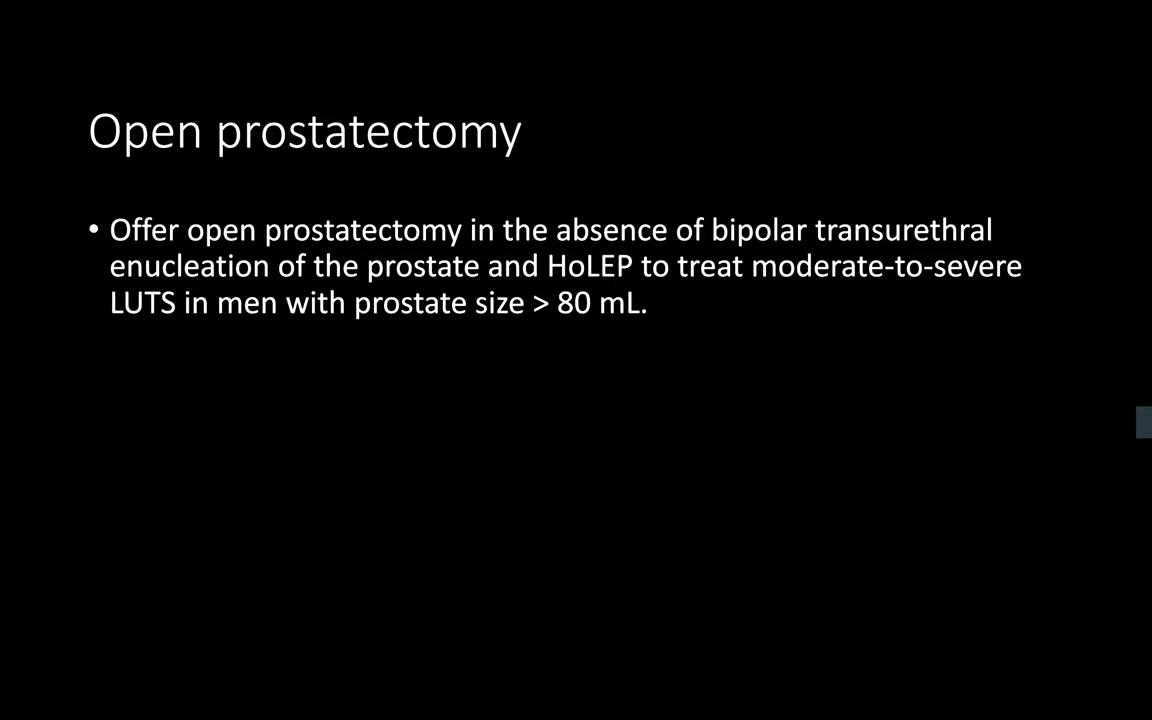 Open prostatectomy
• Offer open prostatectomy in the absence of bipolar transurethral
enucleation of the prostate and HoLEP to treat moderate-to-severe
LUTS in men with prostate size > 80 mL.